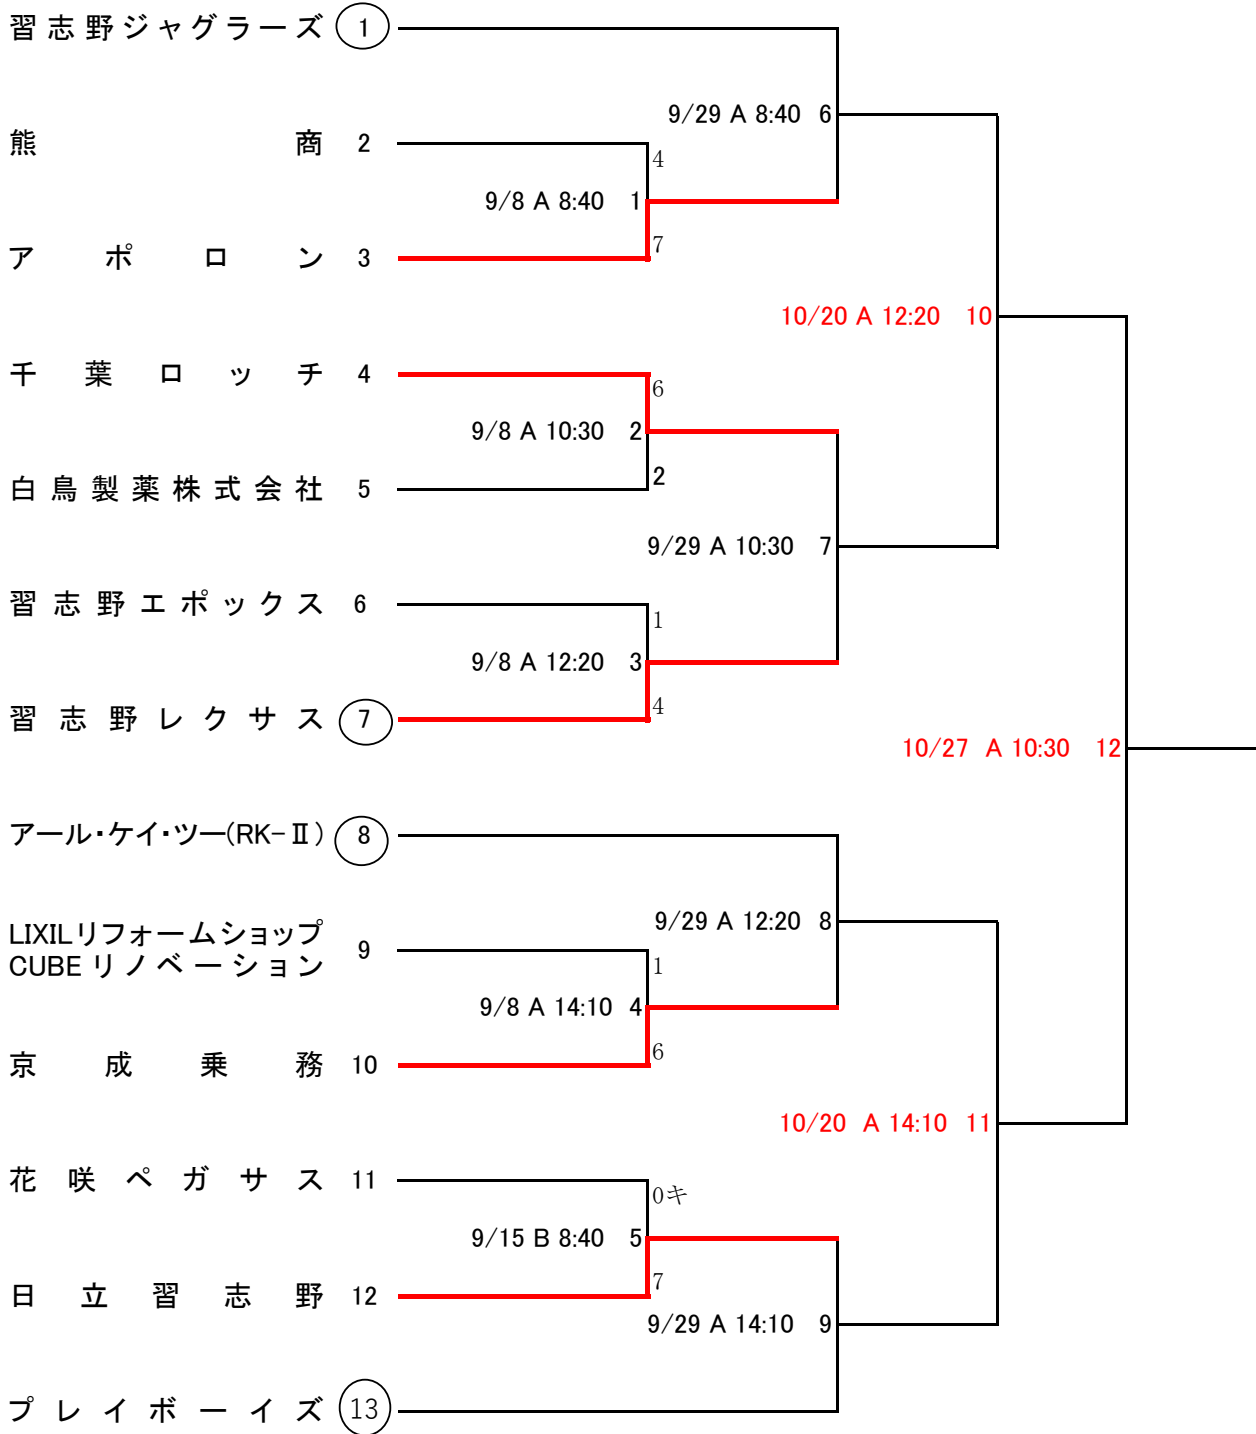 習志野ジャグラーズ 1
9/29 A 8:40 6
熊商 2
4
9/8 A 8:40 1
7
アポロン 3
10/20 A 12:20 10
千葉ロッチ 4
6
9/8 A 10:30 2
2
白鳥製薬株式会社 5
9/29 A 10:30 7
習志野エポックス 6
1
9/8 A 12:20 3
4
習志野レクサス 7
10/27 A 10:30 12
アール・ケイ・ツー(RK-Ⅱ) 8
9/29 A 12:20 8
LIXILリフォームショップ
CUBE リノベーション 9
1
9/8 A 14:10 4
6
京成乗務 10
10/20 A 14:10 11
花咲ペガサス 11
0キ
9/15 B 8:40 5
7
日立習志野 12
9/29 A 14:10 9
プレイボーイズ 13